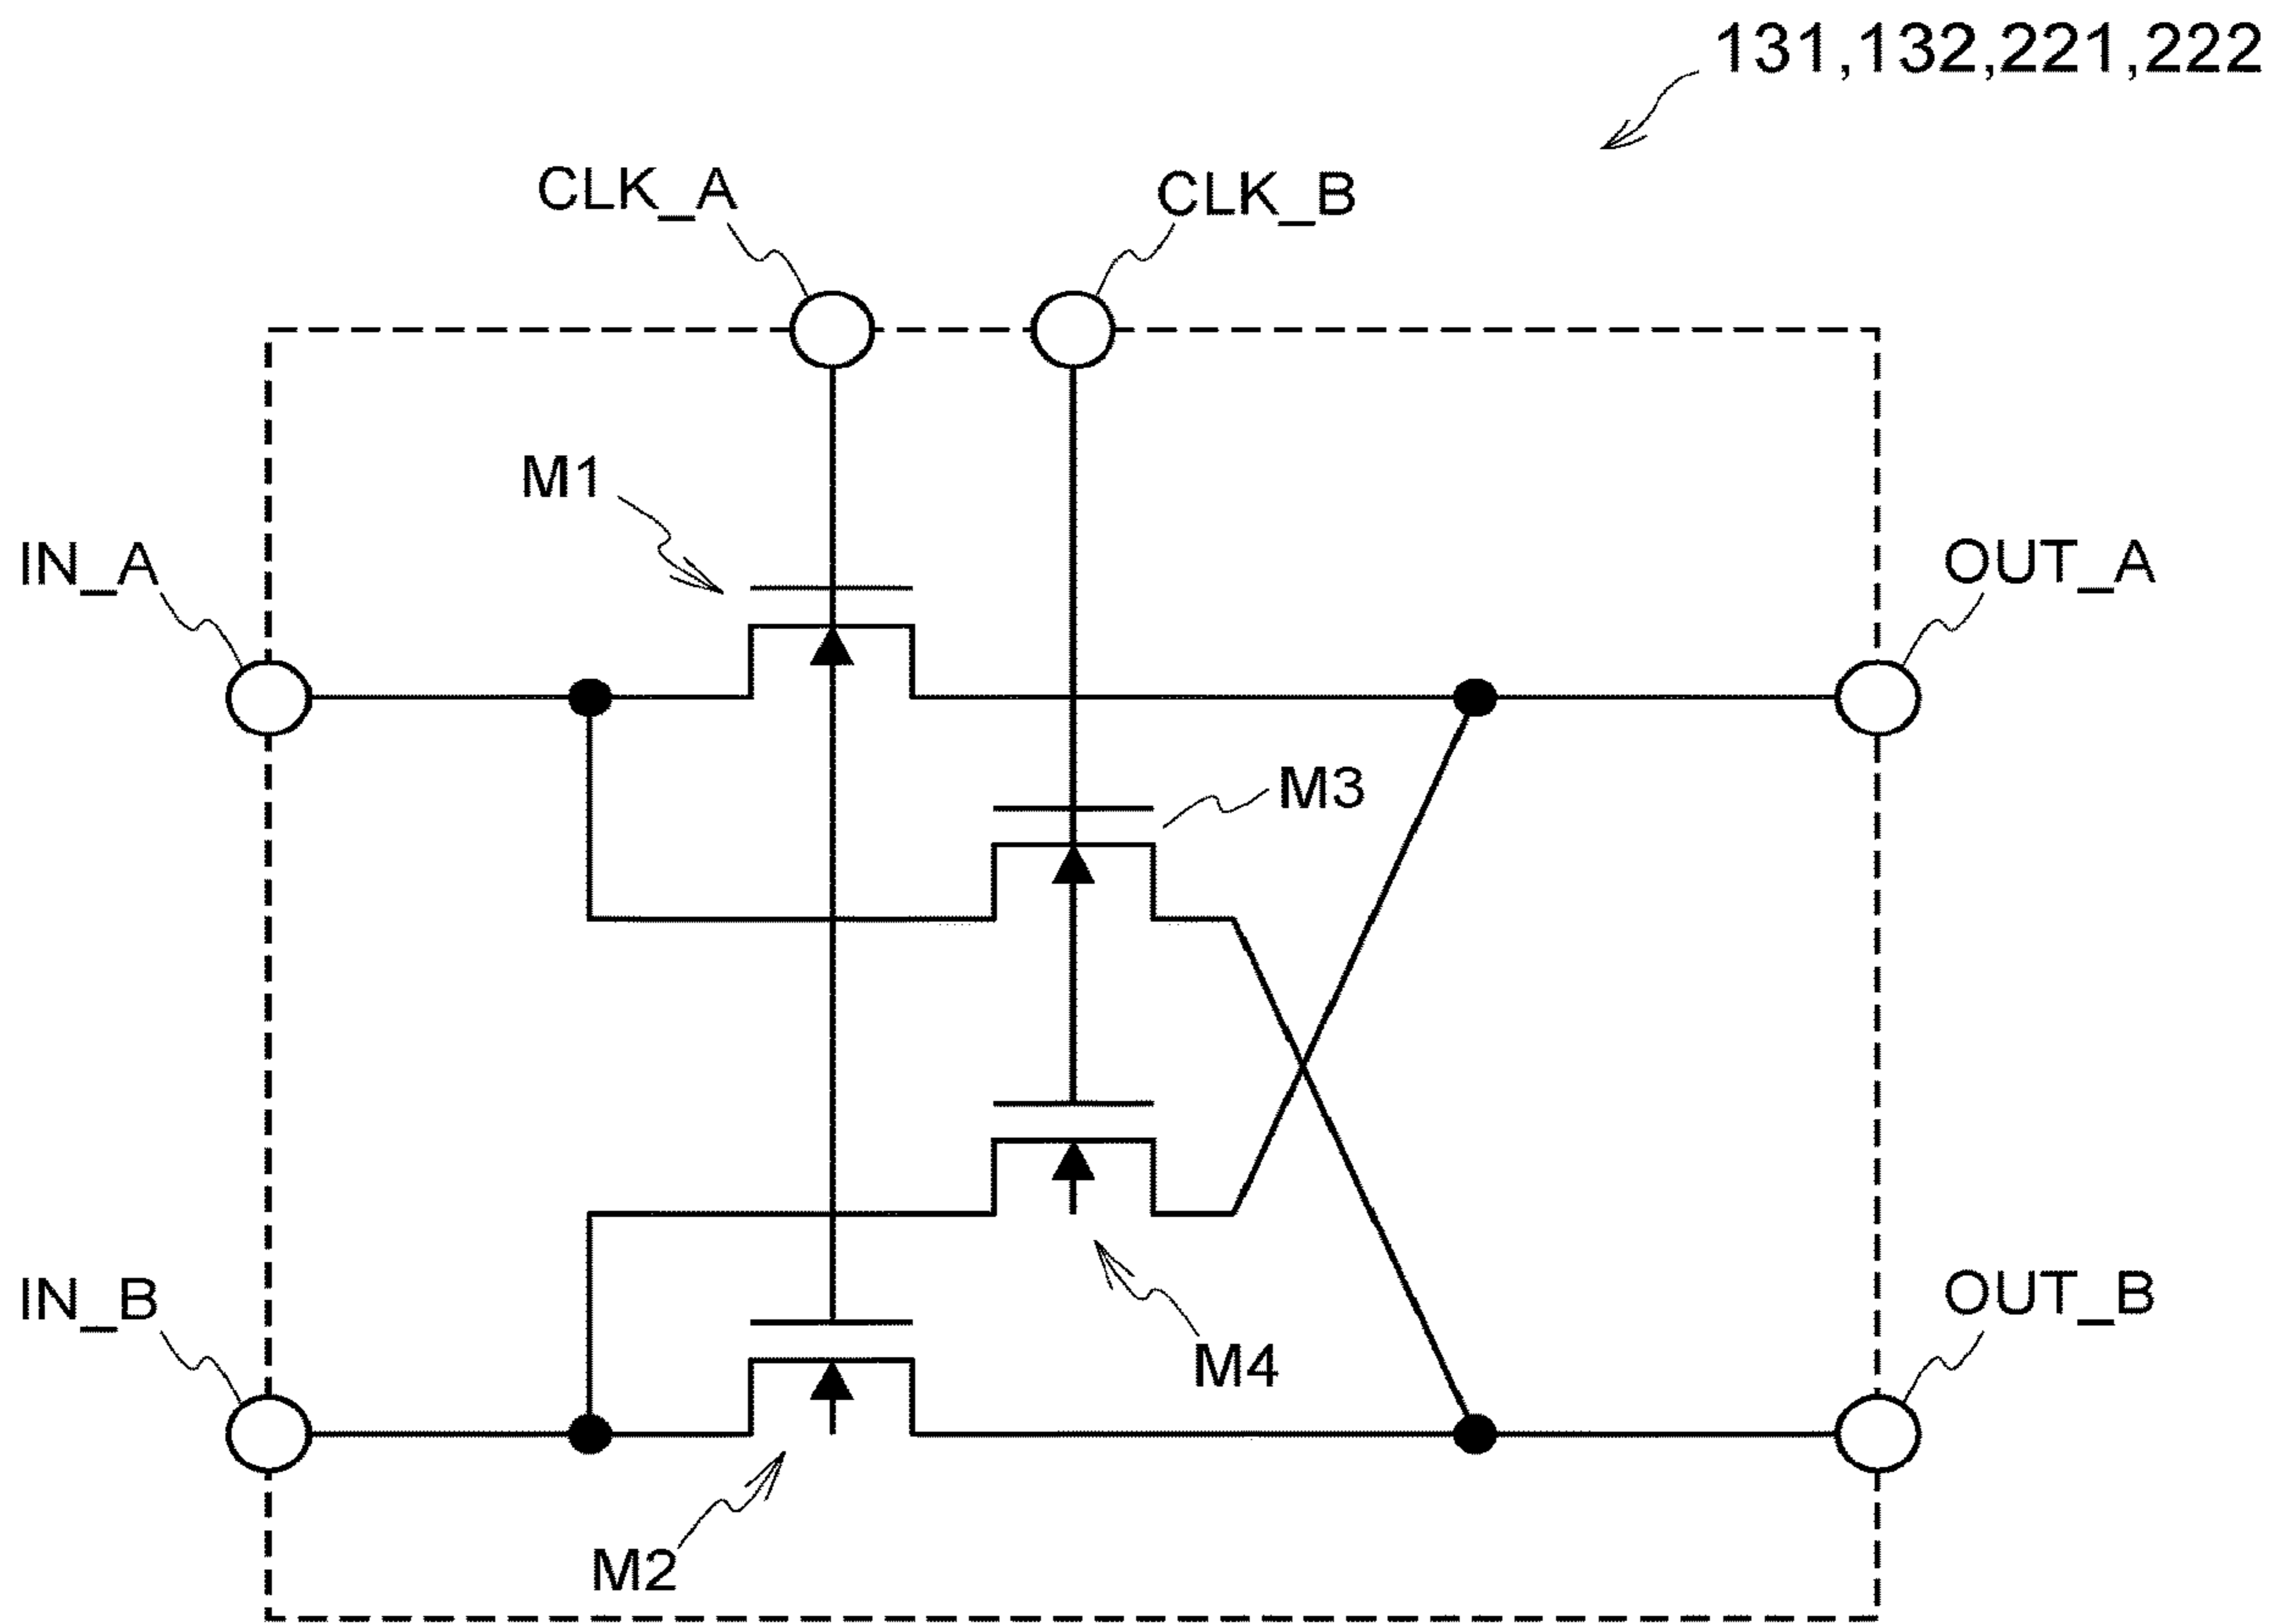 131,132,221,222
CLK_A
CLK_B
M1
IN_A
OUT_A
M3
IN_B
OUT_B
M4
M2